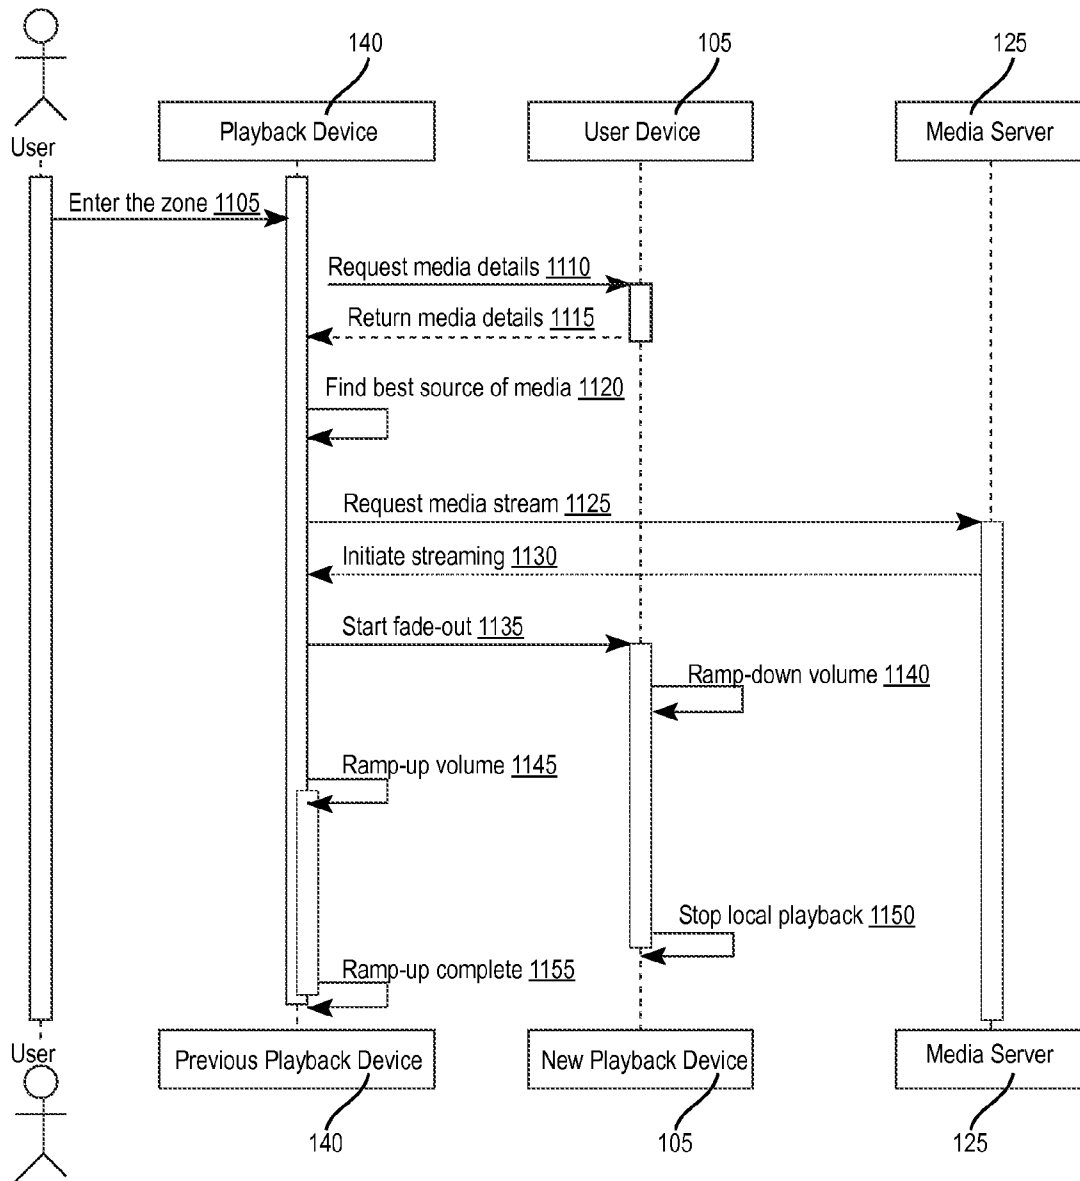 140
105
125
User
Playback Device
User Device
Media Server
Enter the zone 1105
Request media details 1110
Return media details 1115
Find best source of media 1120
Request media stream 1125
Initiate streaming 1130
Start fade-out 1135
Ramp-down volume 1140
Ramp-up volume 1145
Stop local playback 1150
Ramp-up complete 1155
User
Previous Playback Device
New Playback Device
Media Server
140
105
125